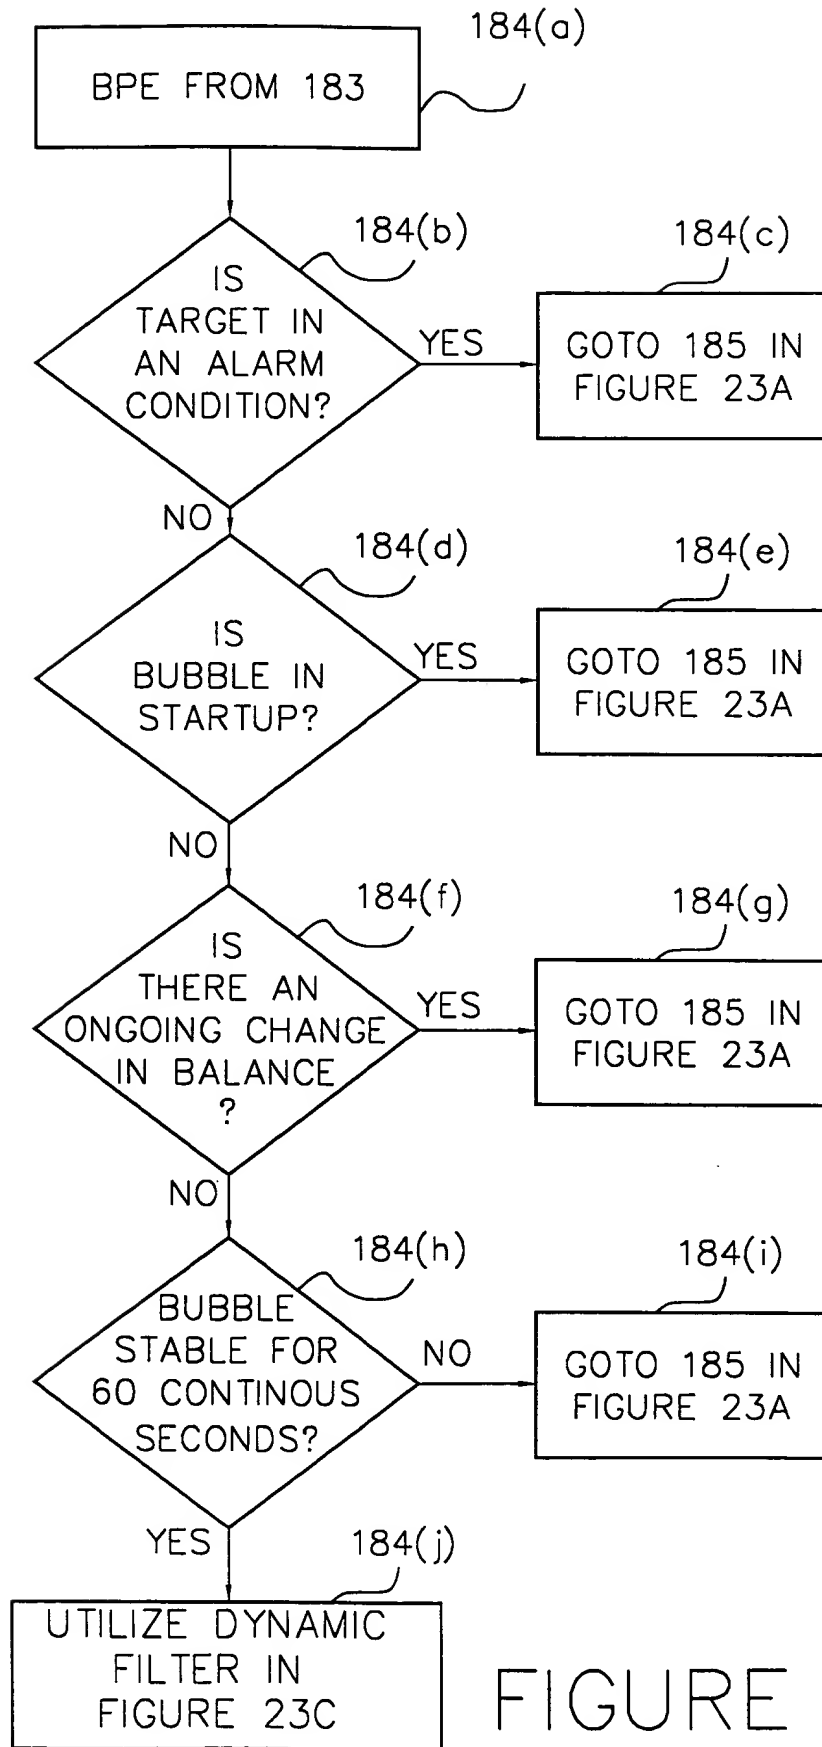 184(a)
BPE FROM 183
184(b)
IS
TARGET IN
AN ALARM
CONDITION?
YES
184(c)
GOTO 185 IN
FIGURE 23A
NO
184(d)
IS
BUBBLE IN
STARTUP?
YES
184(e)
GOTO 185 IN
FIGURE 23A
NO
184(f)
IS
THERE AN
ONGOING CHANGE
IN BALANCE
?
YES
184(g)
GOTO 185 IN
FIGURE 23A
NO
184(h)
BUBBLE
STABLE FOR
60 CONTINOUS
SECONDS?
NO
184(i)
GOTO 185 IN
FIGURE 23A
YES
184(j)
UTILIZE DYNAMIC
FILTER IN
FIGURE 23C
FIGURE